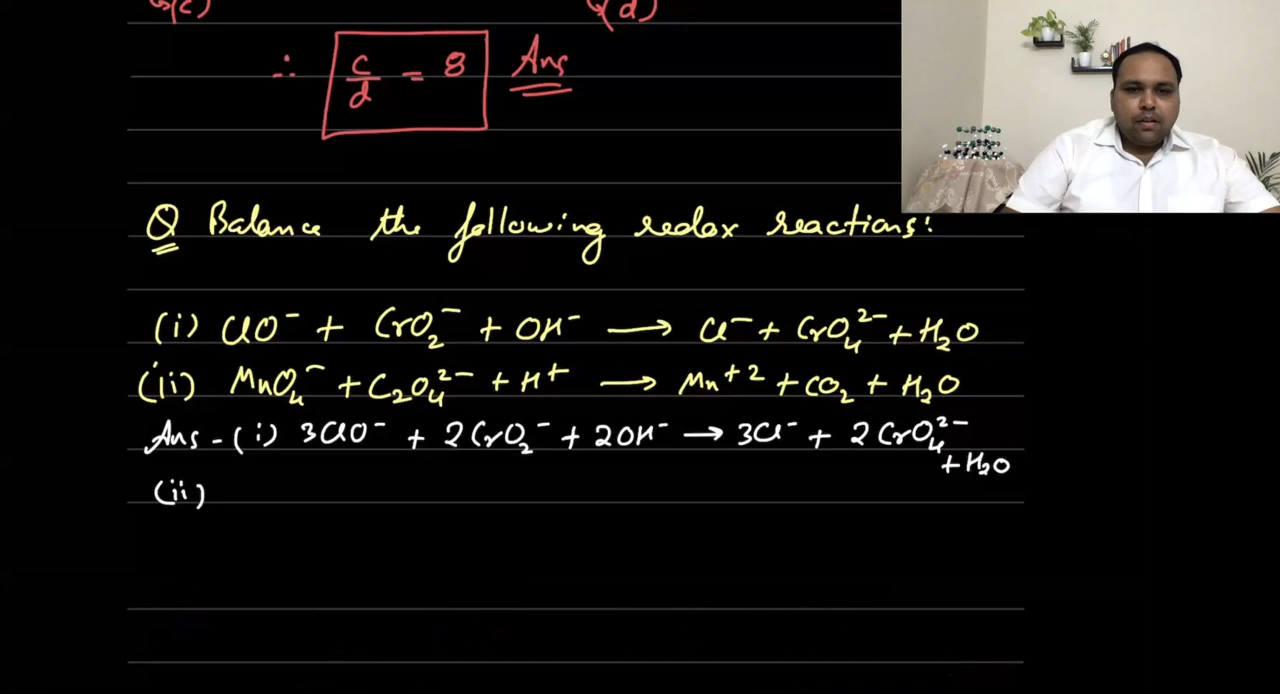 (c) (d)
∴ c/d = 8 Ans
Q Balance the following redox reactions:
(i) ClO⁻ + CrO₂⁻ + OH⁻ ⟶ Cl⁻ + CrO₄²⁻ + H₂O
(ii) MnO₄⁻ + C₂O₄²⁻ + H⁺ ⟶ Mn⁺² + CO₂ + H₂O
Ans - (i) 3ClO⁻ + 2CrO₂⁻ + 2OH⁻ → 3Cl⁻ + 2CrO₄²⁻
+ H₂O
(ii)